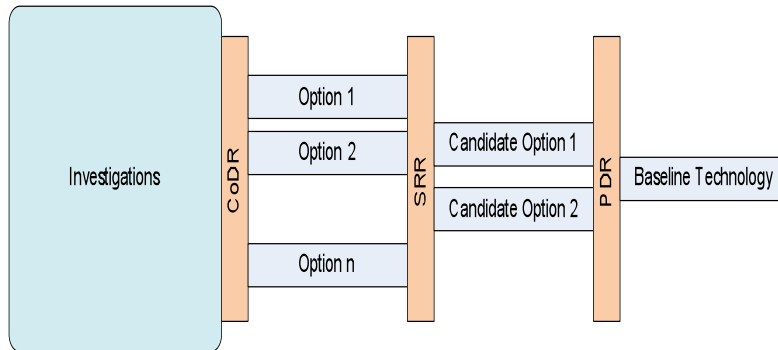 Investigations
CoDR
Option 1
Option 2
Option n
SRR
Candidate Option 1
Candidate Option 2
PDR
Baseline Technology